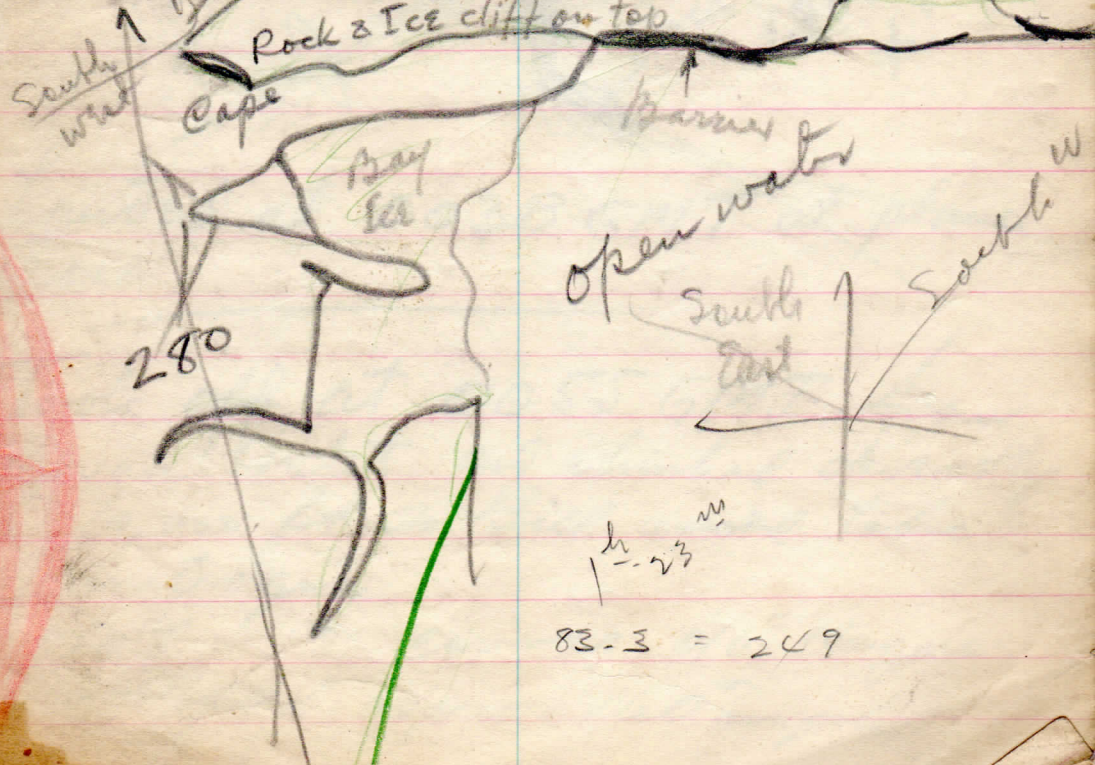 Rock & Ice cliff on top
South
West
Cape
Barrier
Bay
Ice
open water
South W
South
East
280
1h-23m
83-3 = 249